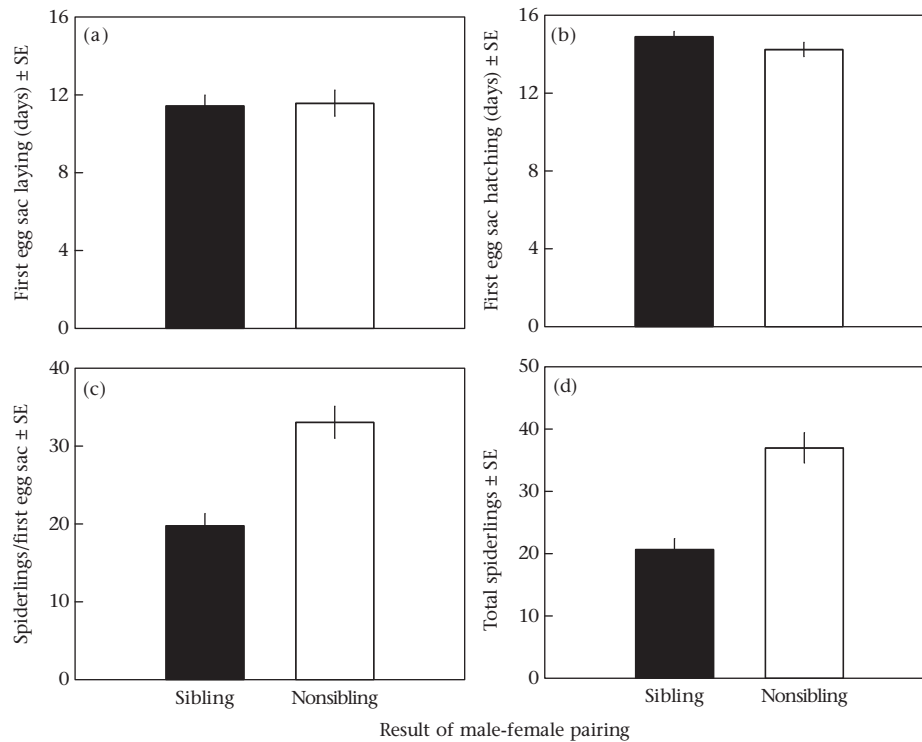 (a)
First egg sac laying (days) ± SE
16
12
8
4
0
(b)
First egg sac hatching (days) ± SE
16
14
12
8
4
0
(c)
Spiderlings/first egg sac ± SE
40
30
20
10
0
Sibling
Nonsibling
(d)
Total spiderlings ± SE
50
40
30
20
10
0
Sibling
Nonsibling
Result of male-female pairing